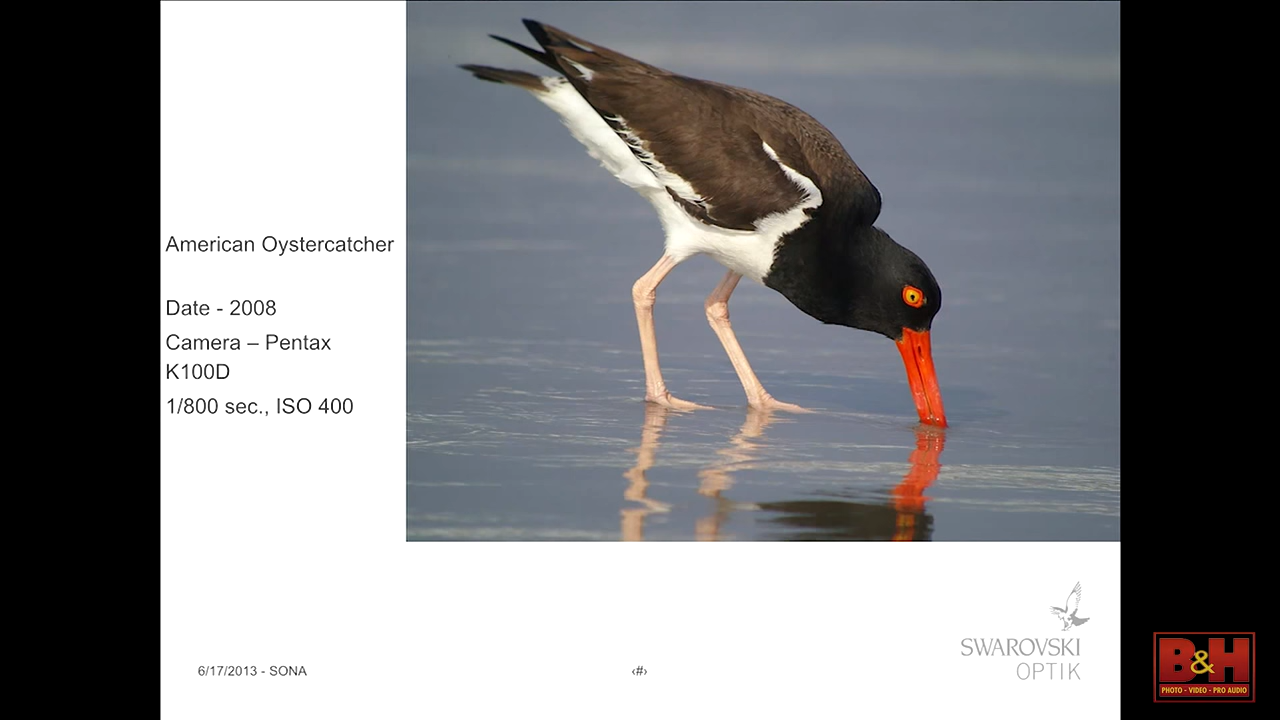 American Oystercatcher
Date - 2008
Camera – Pentax
K100D
1/800 sec., ISO 400
6/17/2013 - SONA
‹#›
SWAROVSKI
OPTIK
B&H
PHOTO - VIDEO - PRO AUDIO